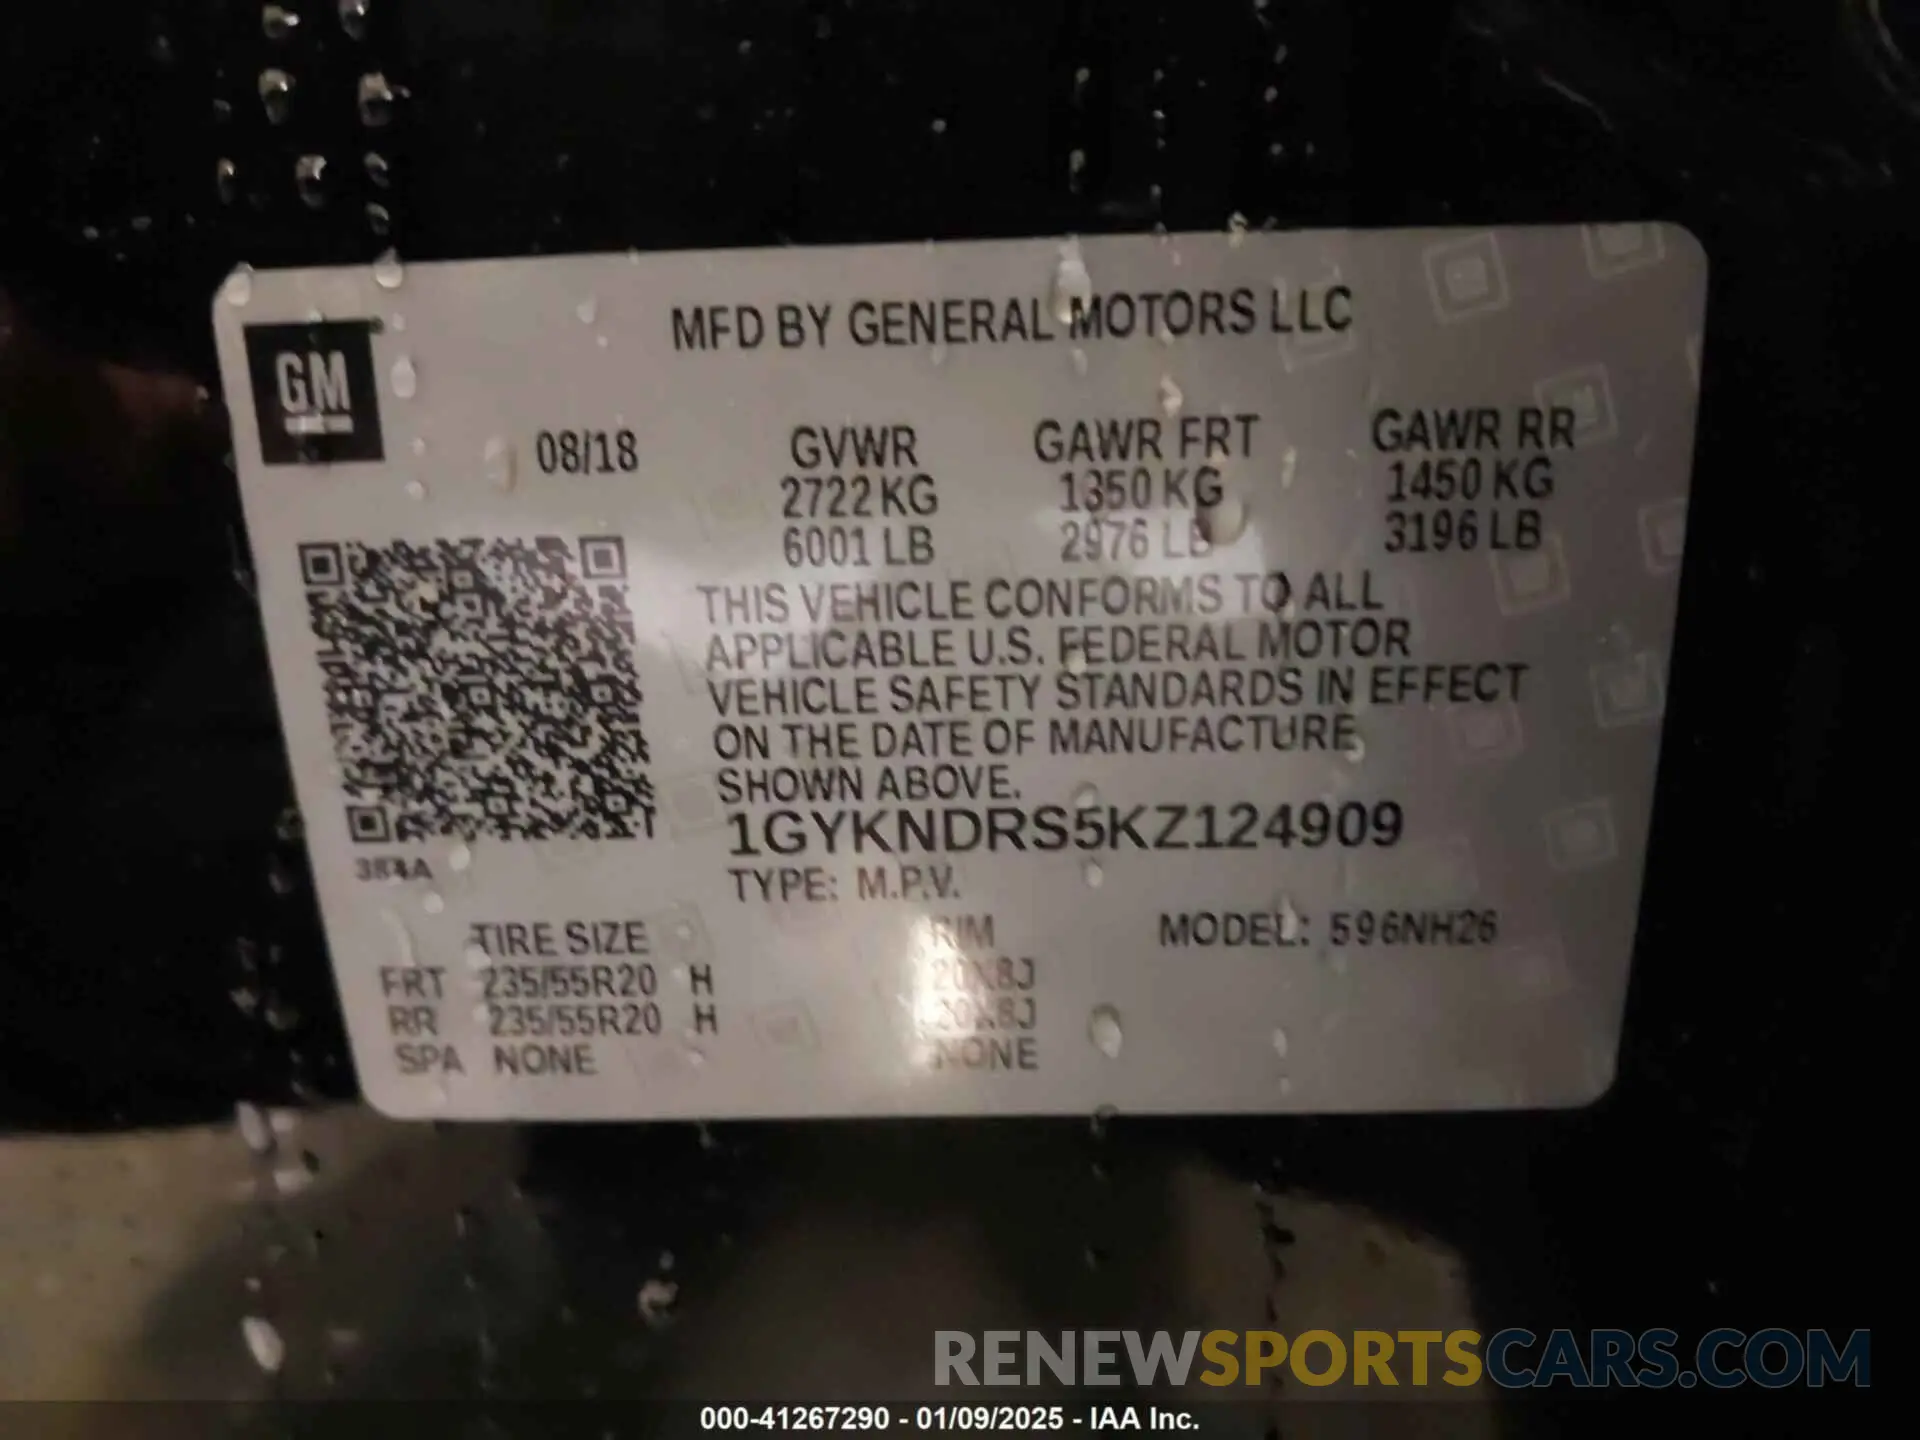 MFD BY GENERAL MOTORS LLC
GM
08/18 GVWR GAWR FRT GAWR RR
2722 KG 1350 KG 1450 KG
6001 LB 2976 LB 3196 LB
THIS VEHICLE CONFORMS TO ALL
APPLICABLE U.S. FEDERAL MOTOR
VEHICLE SAFETY STANDARDS IN EFFECT
ON THE DATE OF MANUFACTURE
SHOWN ABOVE.
1GYKNDRS5KZ124909
384A
TYPE: M.P.V.
TIRE SIZE RIM MODEL: 596NH26
FRT 235/55R20 H 20X8J
RR 235/55R20 H 20X8J
SPA NONE NONE
RENEWSPORTSCARS.COM
000-41267290 - 01/09/2025 - IAA Inc.